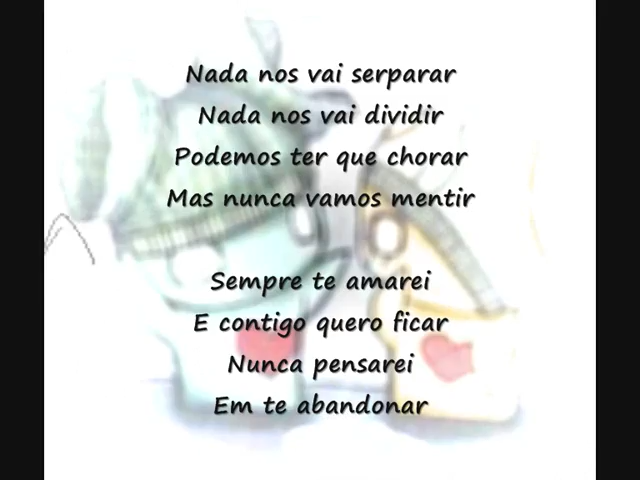 Nada nos vai serparar
Nada nos vai dividir
Podemos ter que chorar
Mas nunca vamos mentir
Sempre te amarei
E contigo quero ficar
Nunca pensarei
Em te abandonar